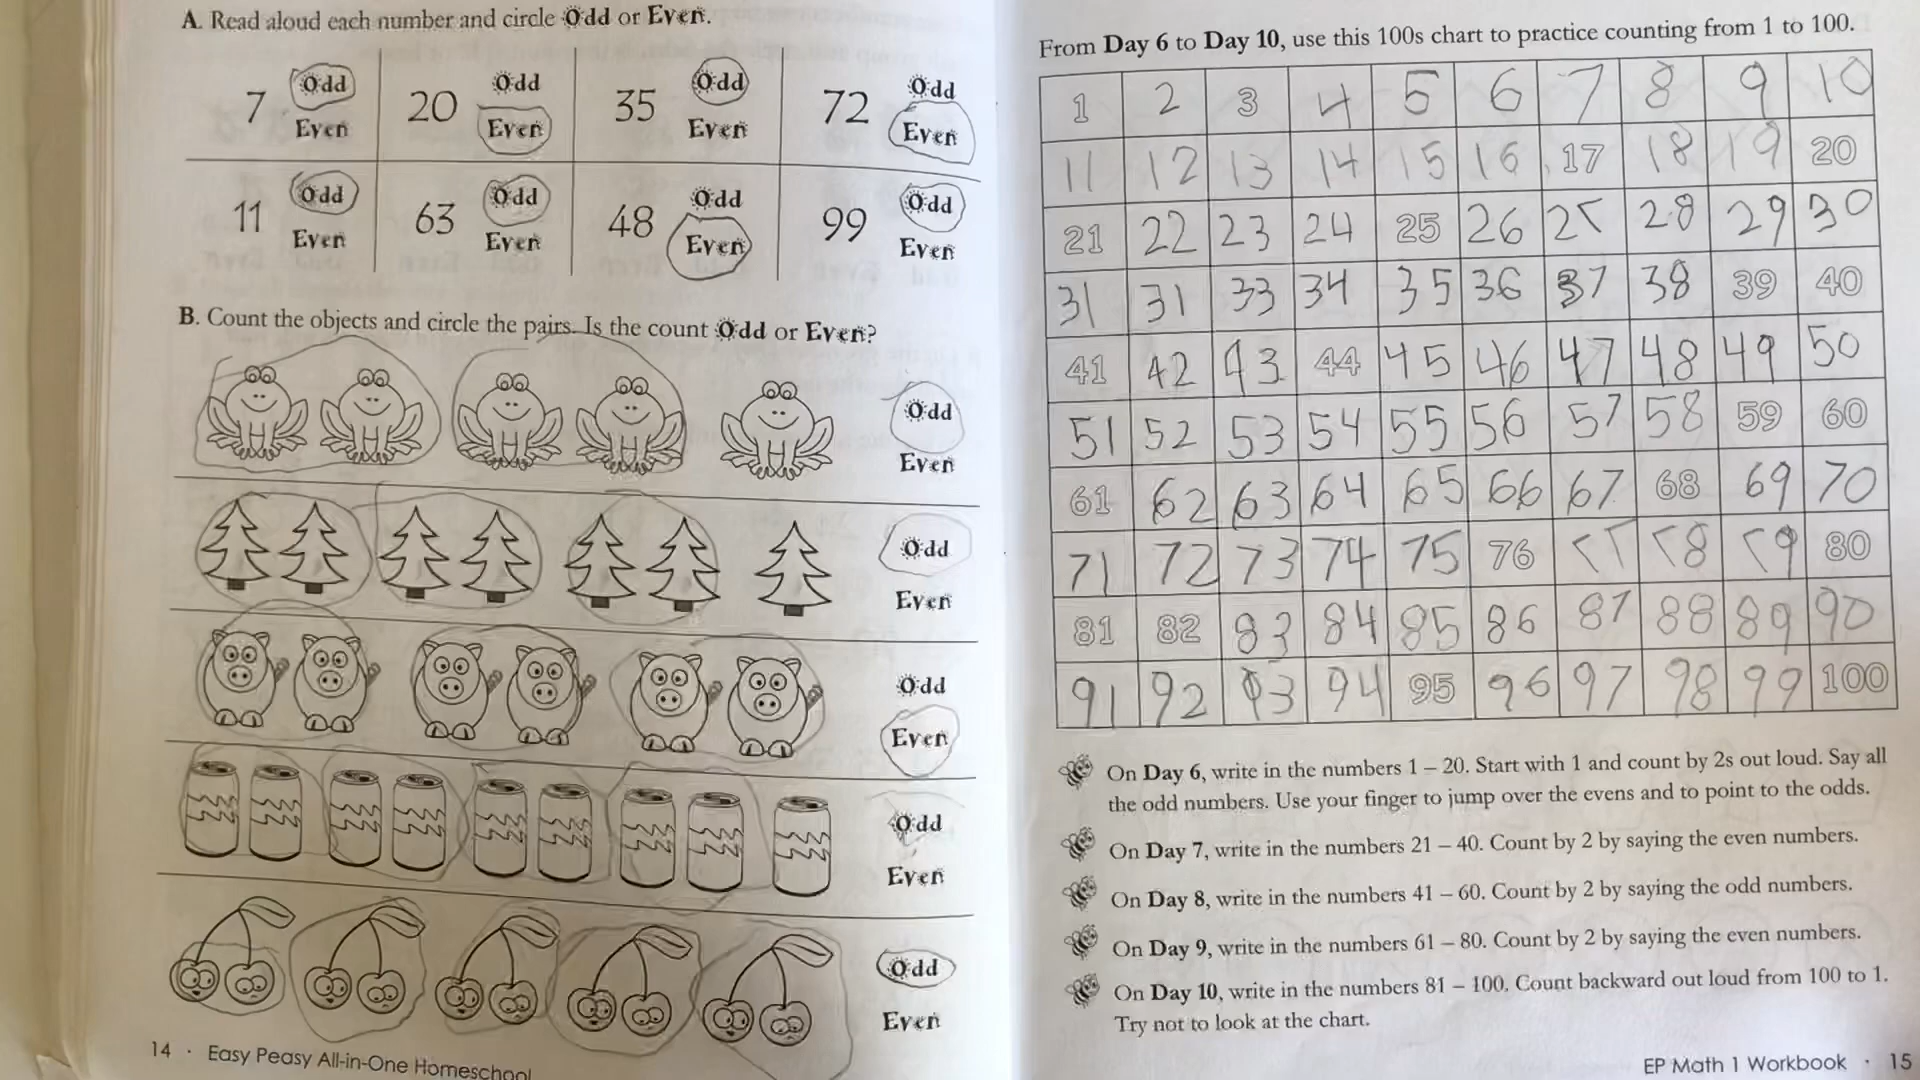 A. Read aloud each number and circle Odd or Even.
7 Odd Even
20 Odd Even
35 Odd Even
72 Odd Even
11 Odd Even
63 Odd Even
48 Odd Even
99 Odd Even
B. Count the objects and circle the pairs. Is the count Odd or Even?
Odd
Even
Odd
Even
Odd
Even
Odd
Even
Odd
Even
14 · Easy Peasy All-in-One Homeschool
From Day 6 to Day 10, use this 100s chart to practice counting from 1 to 100.
1 2 3 4 5 6 7 8 9 10
11 12 13 14 15 16 17 18 19 20
21 22 23 24 25 26 27 28 29 30
31 31 33 34 35 36 37 38 39 40
41 42 43 44 45 46 47 48 49 50
51 52 53 54 55 56 57 58 59 60
61 62 63 64 65 66 67 68 69 70
71 72 73 74 75 76 77 78 79 80
81 82 83 84 85 86 87 88 89 90
91 92 93 94 95 96 97 98 99 100
On Day 6, write in the numbers 1 – 20. Start with 1 and count by 2s out loud. Say all
the odd numbers. Use your finger to jump over the evens and to point to the odds.
On Day 7, write in the numbers 21 – 40. Count by 2 by saying the even numbers.
On Day 8, write in the numbers 41 – 60. Count by 2 by saying the odd numbers.
On Day 9, write in the numbers 61 – 80. Count by 2 by saying the even numbers.
On Day 10, write in the numbers 81 – 100. Count backward out loud from 100 to 1.
Try not to look at the chart.
EP Math 1 Workbook · 15